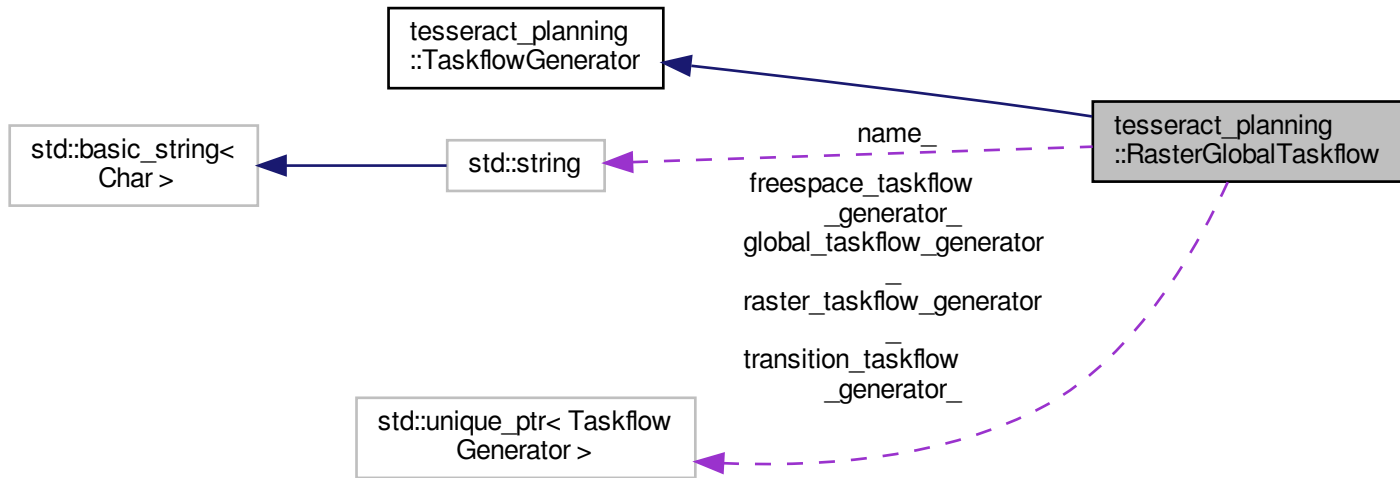 tesseract_planning
::TaskflowGenerator
tesseract_planning
::RasterGlobalTaskflow
std::basic_string<
Char >
std::string
name_
freespace_taskflow
_generator_
global_taskflow_generator
_
raster_taskflow_generator
_
transition_taskflow
_generator_
std::unique_ptr< Taskflow
Generator >